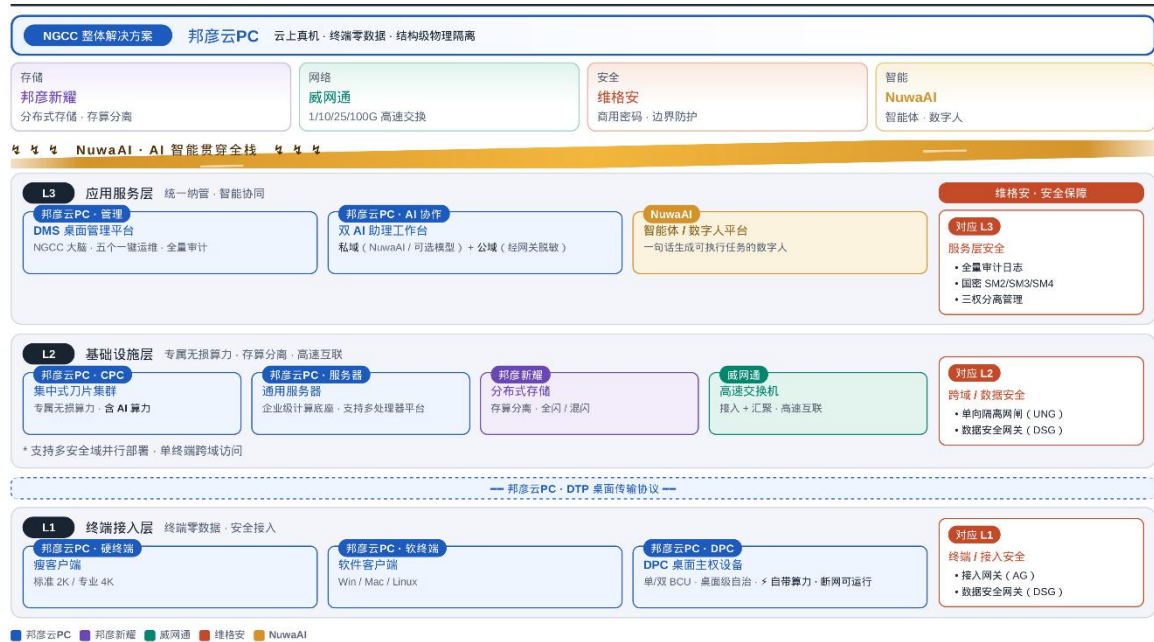 NGCC 整体解决方案 邦彦云PC 云上真机 · 终端零数据 · 结构级物理隔离
存储
邦彦新耀
分布式存储 · 存算分离
网络
威网通
1/10/25/100G 高速交换
安全
维格安
商用密码 · 边界防护
智能
NuwaAI
智能体 · 数字人
↯ ↯ ↯ NuwaAI · AI 智能贯穿全栈 ↯ ↯ ↯
L3 应用服务层 统一纳管 · 智能协同
邦彦云PC · 管理
DMS 桌面管理平台
NGCC 大脑 · 五个一键运维 · 全量审计
邦彦云PC · AI 协作
双 AI 助理工作台
私域（NuwaAI / 可选模型）+ 公域（经网关脱敏）
NuwaAI
智能体 / 数字人平台
一句话生成可执行任务的数字人
维格安 · 安全保障
对应 L3
服务层安全
• 全量审计日志
• 国密 SM2/SM3/SM4
• 三权分离管理
L2 基础设施层 专属无损算力 · 存算分离 · 高速互联
邦彦云PC · CPC
集中式刀片集群
专属无损算力 · 含 AI 算力
邦彦云PC · 服务器
通用服务器
企业级计算底座 · 支持多处理器平台
邦彦新耀
分布式存储
存算分离 · 全闪 / 混闪
威网通
高速交换机
接入 + 汇聚 · 高速互联
* 支持多安全域并行部署 · 单终端跨域访问
对应 L2
跨域 / 数据安全
• 单向隔离网闸（UNG）
• 数据安全网关（DSG）
━━ 邦彦云PC · DTP 桌面传输协议 ━━
L1 终端接入层 终端零数据 · 安全接入
邦彦云PC · 硬终端
瘦客户端
标准 2K / 专业 4K
邦彦云PC · 软终端
软件客户端
Win / Mac / Linux
邦彦云PC · DPC
DPC 桌面主权设备
单/双 BCU · 桌面级自治 · ⚡ 自带算力 · 断网可运行
对应 L1
终端 / 接入安全
• 接入网关（AG）
• 数据安全网关（DSG）
邦彦云PC 邦彦新耀 威网通 维格安 NuwaAI